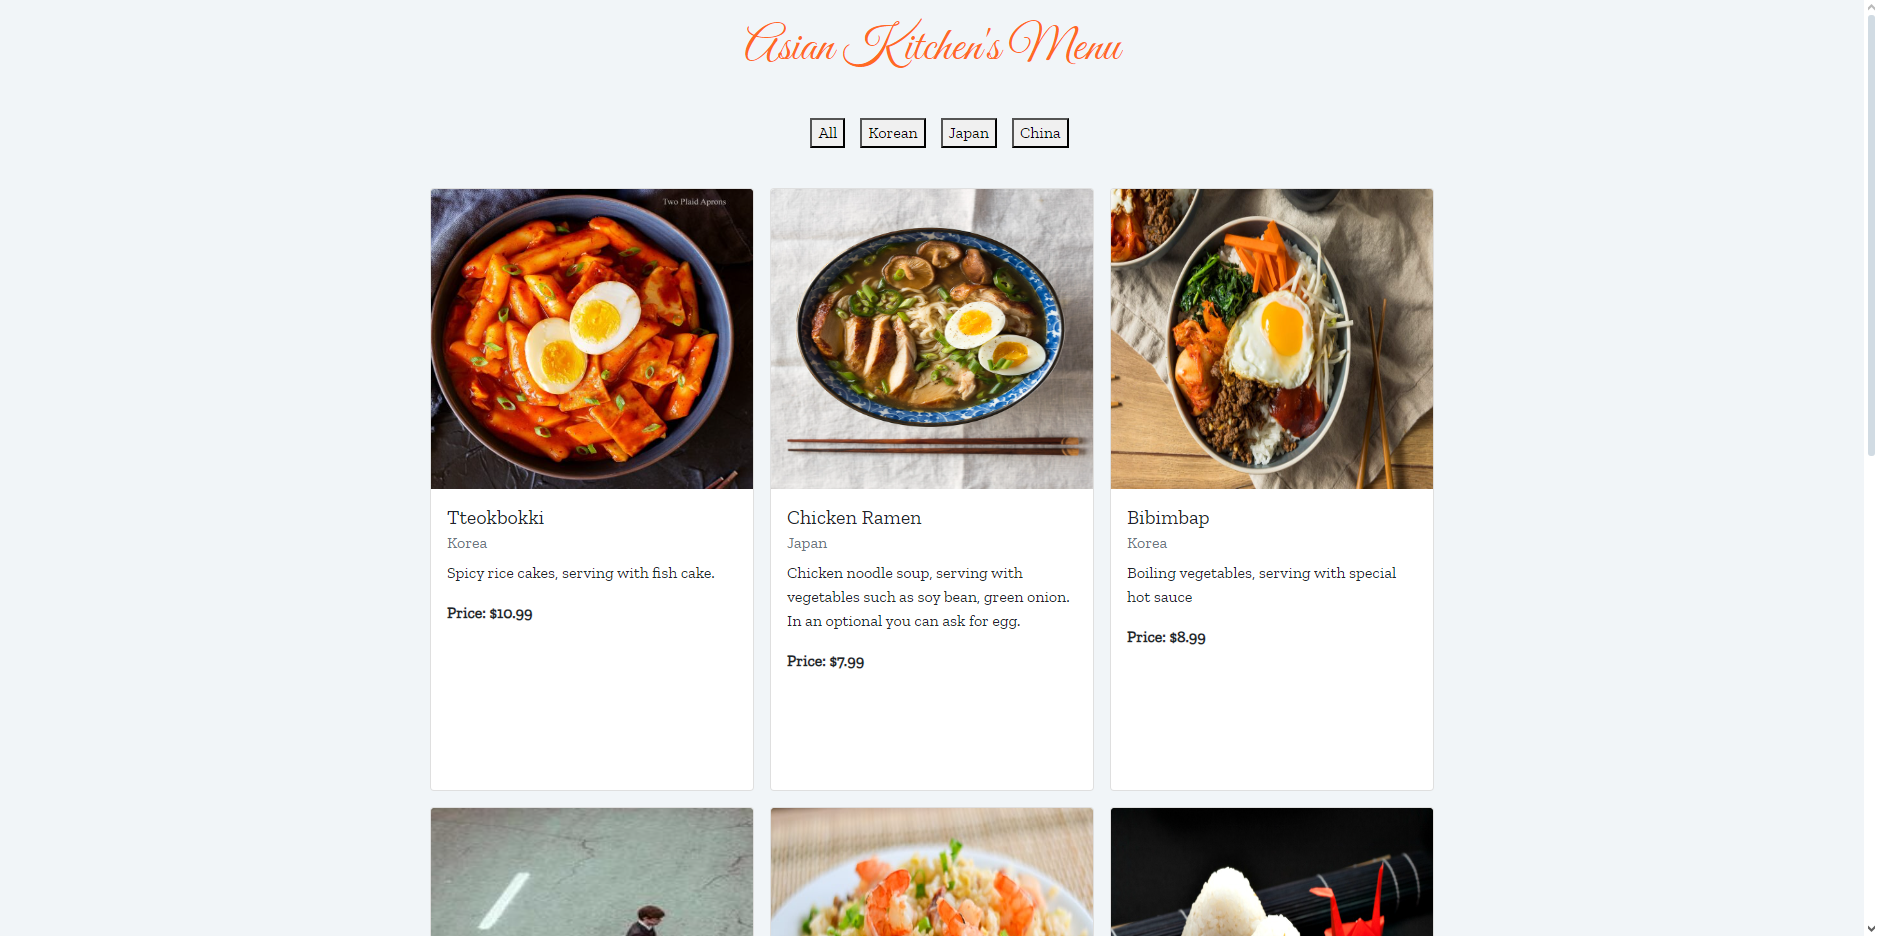 Asian Kitchen's Menu
All Korean Japan China
Two Plaid Aprons
Tteokbokki
Korea
Spicy rice cakes, serving with fish cake.
Price: $10.99
Chicken Ramen
Japan
Chicken noodle soup, serving with
vegetables such as soy bean, green onion.
In an optional you can ask for egg.
Price: $7.99
Bibimbap
Korea
Boiling vegetables, serving with special
hot sauce
Price: $8.99